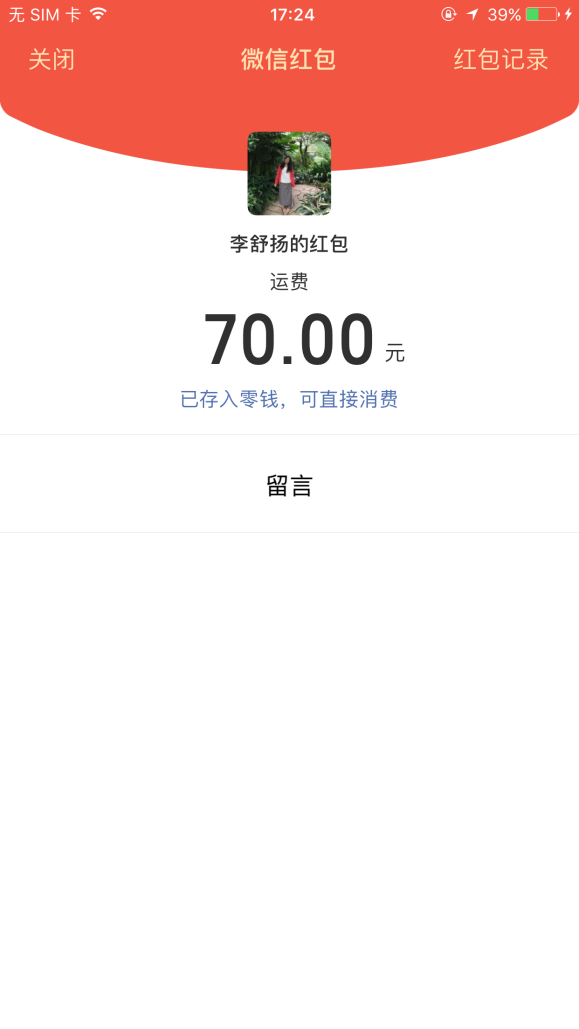 无 SIM 卡 17:24 39%
关闭 微信红包 红包记录
李舒扬的红包
运费
70.00 元
已存入零钱，可直接消费
留言